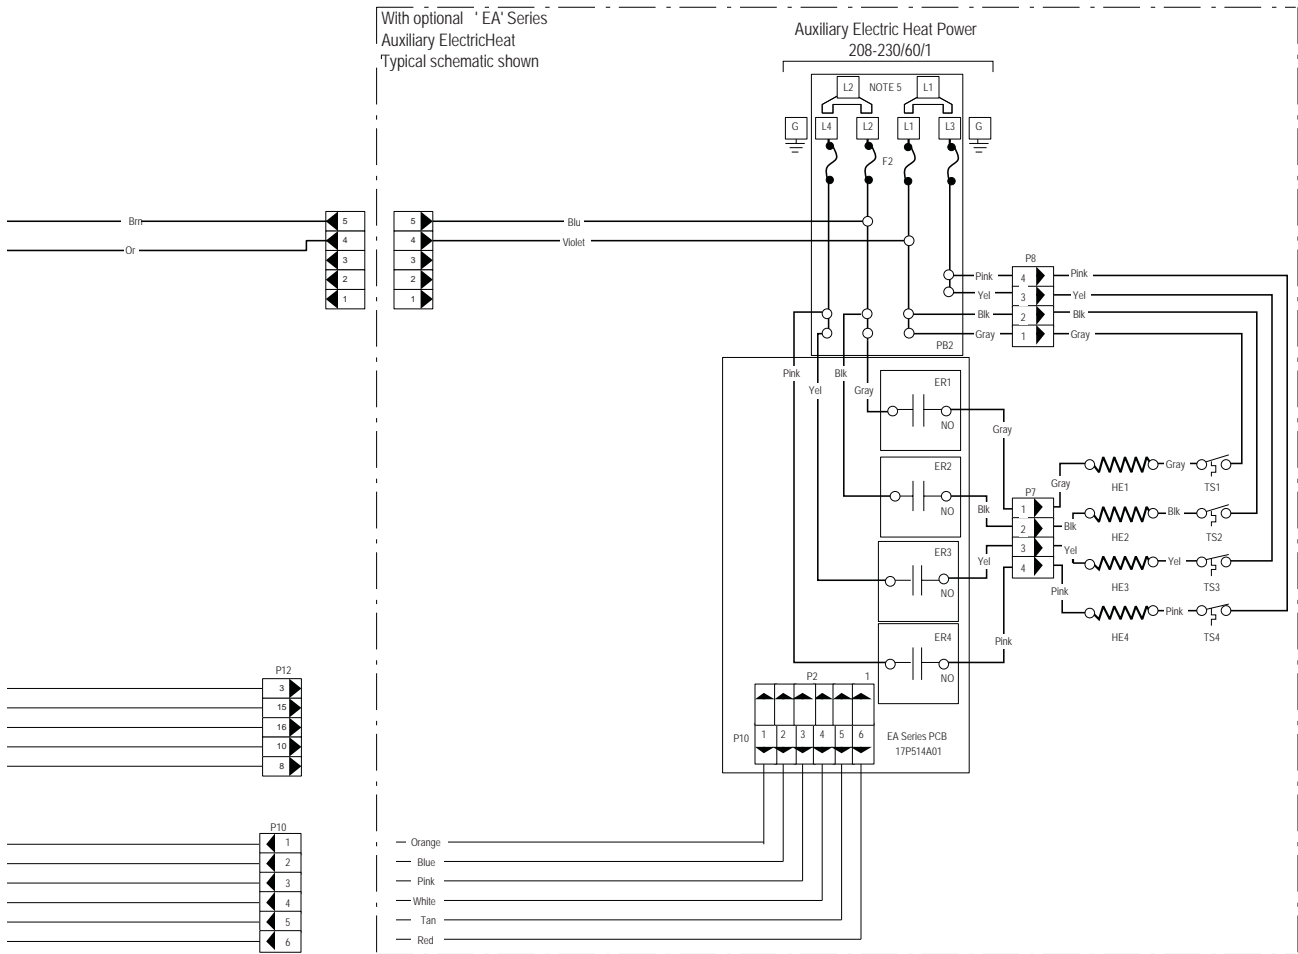 With optional ' EA' Series
Auxiliary ElectricHeat
'Typical schematic shown
Auxiliary Electric Heat Power
208-230/60/1
L2 NOTE 5 L1
G L4 L2 L1 L3 G
F2
Brn 5 5 Blu
Or 4 4 Violet
3 3
2 2
1 1
P8
Pink 4 Pink
Yel 3 Yel
Blk 2 Blk
Gray 1 Gray
PB2
Pink Yel Blk Gray
ER1
NO
Gray
ER2
NO
Blk
ER3
NO
Yel
ER4
NO
Pink
P7
1
2
3
4
Gray
Blk
Yel
Pink
Gray
HE1 TS1
Blk
HE2 TS2
Yel
HE3 TS3
Pink
HE4 TS4
P12
3
15
16
10
8
P2 1
P10 1 2 3 4 5 6
EA Series PCB
17P514A01
P10
1
2
3
4
5
6
Orange
Blue
Pink
White
Tan
Red